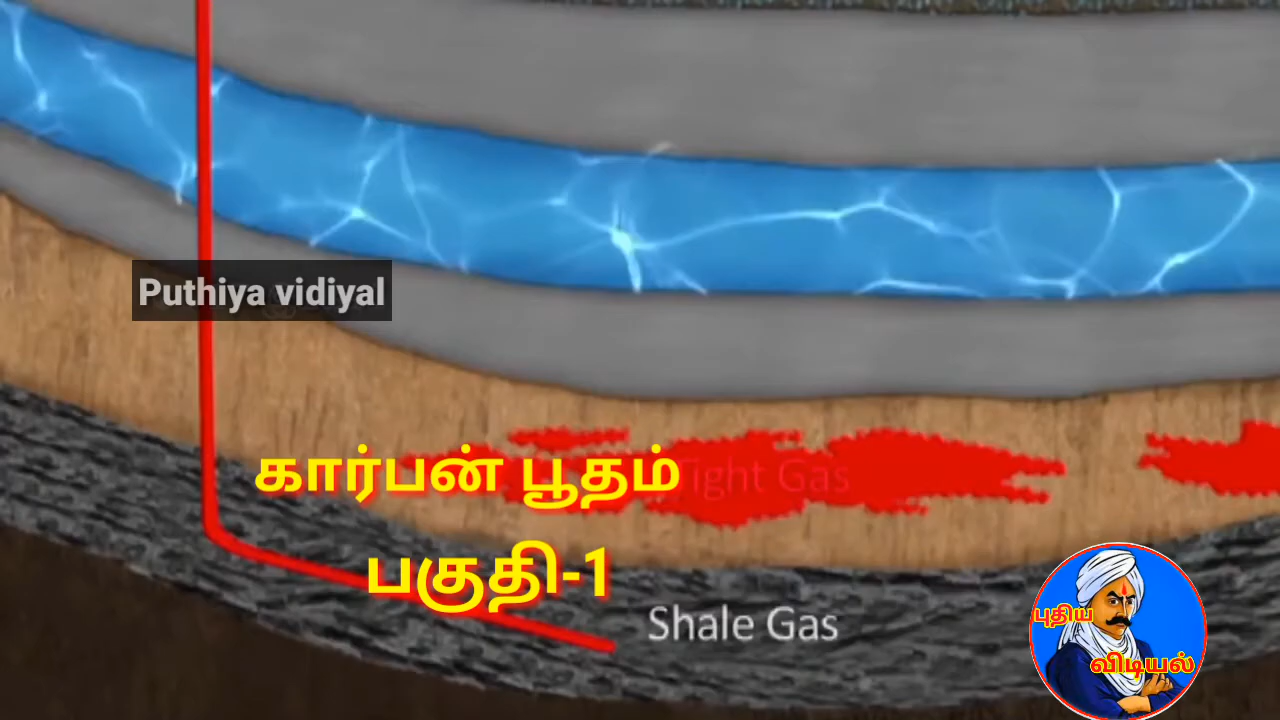 Puthiya vidiyal
கார்பன் பூதம்
Tight Gas
பகுதி-1
Shale Gas
புதிய
விடியல்